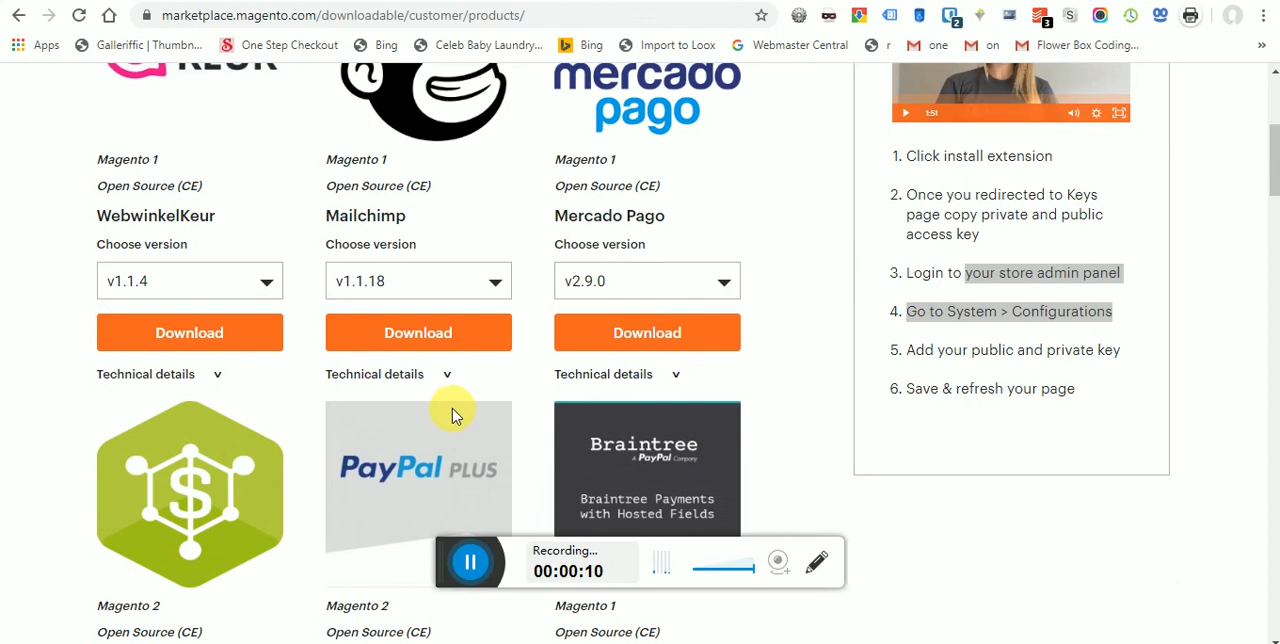 marketplace.magento.com/downloadable/customer/products/
2
3
Apps Galleriffic | Thumbn... One Step Checkout Bing Celeb Baby Laundry... Bing Import to Loox Webmaster Central r one on Flower Box Coding... »
KEUR
mercado
pago
1:51
Magento 1
Open Source (CE)
WebwinkelKeur
Choose version
v1.1.4
Download
Technical details v
Magento 1
Open Source (CE)
Mailchimp
Choose version
v1.1.18
Download
Technical details v
Magento 1
Open Source (CE)
Mercado Pago
Choose version
v2.9.0
Download
Technical details v
1. Click install extension
2. Once you redirected to Keys
page copy private and public
access key
3. Login to your store admin panel
4. Go to System > Configurations
5. Add your public and private key
6. Save & refresh your page
$
PayPal PLUS
Braintree
A PayPal Company
Braintree Payments
with Hosted Fields
Recording...
00:00:10
Magento 2
Open Source (CE)
Magento 2
Open Source (CE)
Magento 1
Open Source (CE)